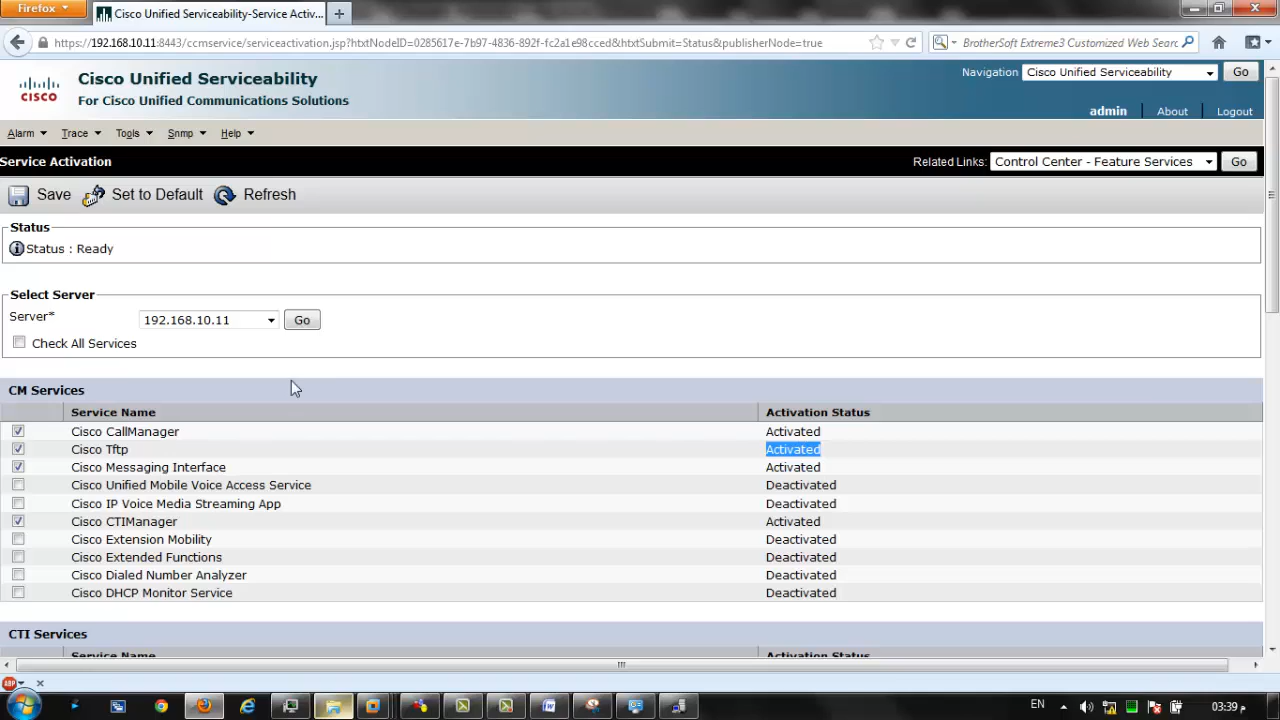 Firefox
Cisco Unified Serviceability-Service Activ...
https://192.168.10.11:8443/ccmservice/serviceactivation.jsp?htxtNodeID=0285617e-7b97-4836-892f-fc2a1e98cced&htxtSubmit=Status&publisherNode=true
BrotherSoft Extreme3 Customized Web Searc
Cisco Unified Serviceability
Navigation Cisco Unified Serviceability Go
CISCO
For Cisco Unified Communications Solutions
admin About Logout
Alarm Trace Tools Snmp Help
Service Activation
Related Links: Control Center - Feature Services Go
Save Set to Default Refresh
Status
Status : Ready
Select Server
Server* 192.168.10.11 Go
Check All Services
CM Services
Service Name Activation Status
Cisco CallManager Activated
Cisco Tftp Activated
Cisco Messaging Interface Activated
Cisco Unified Mobile Voice Access Service Deactivated
Cisco IP Voice Media Streaming App Deactivated
Cisco CTIManager Activated
Cisco Extension Mobility Deactivated
Cisco Extended Functions Deactivated
Cisco Dialed Number Analyzer Deactivated
Cisco DHCP Monitor Service Deactivated
CTI Services
Service Name Activation Status
ABP
EN
03:39 م